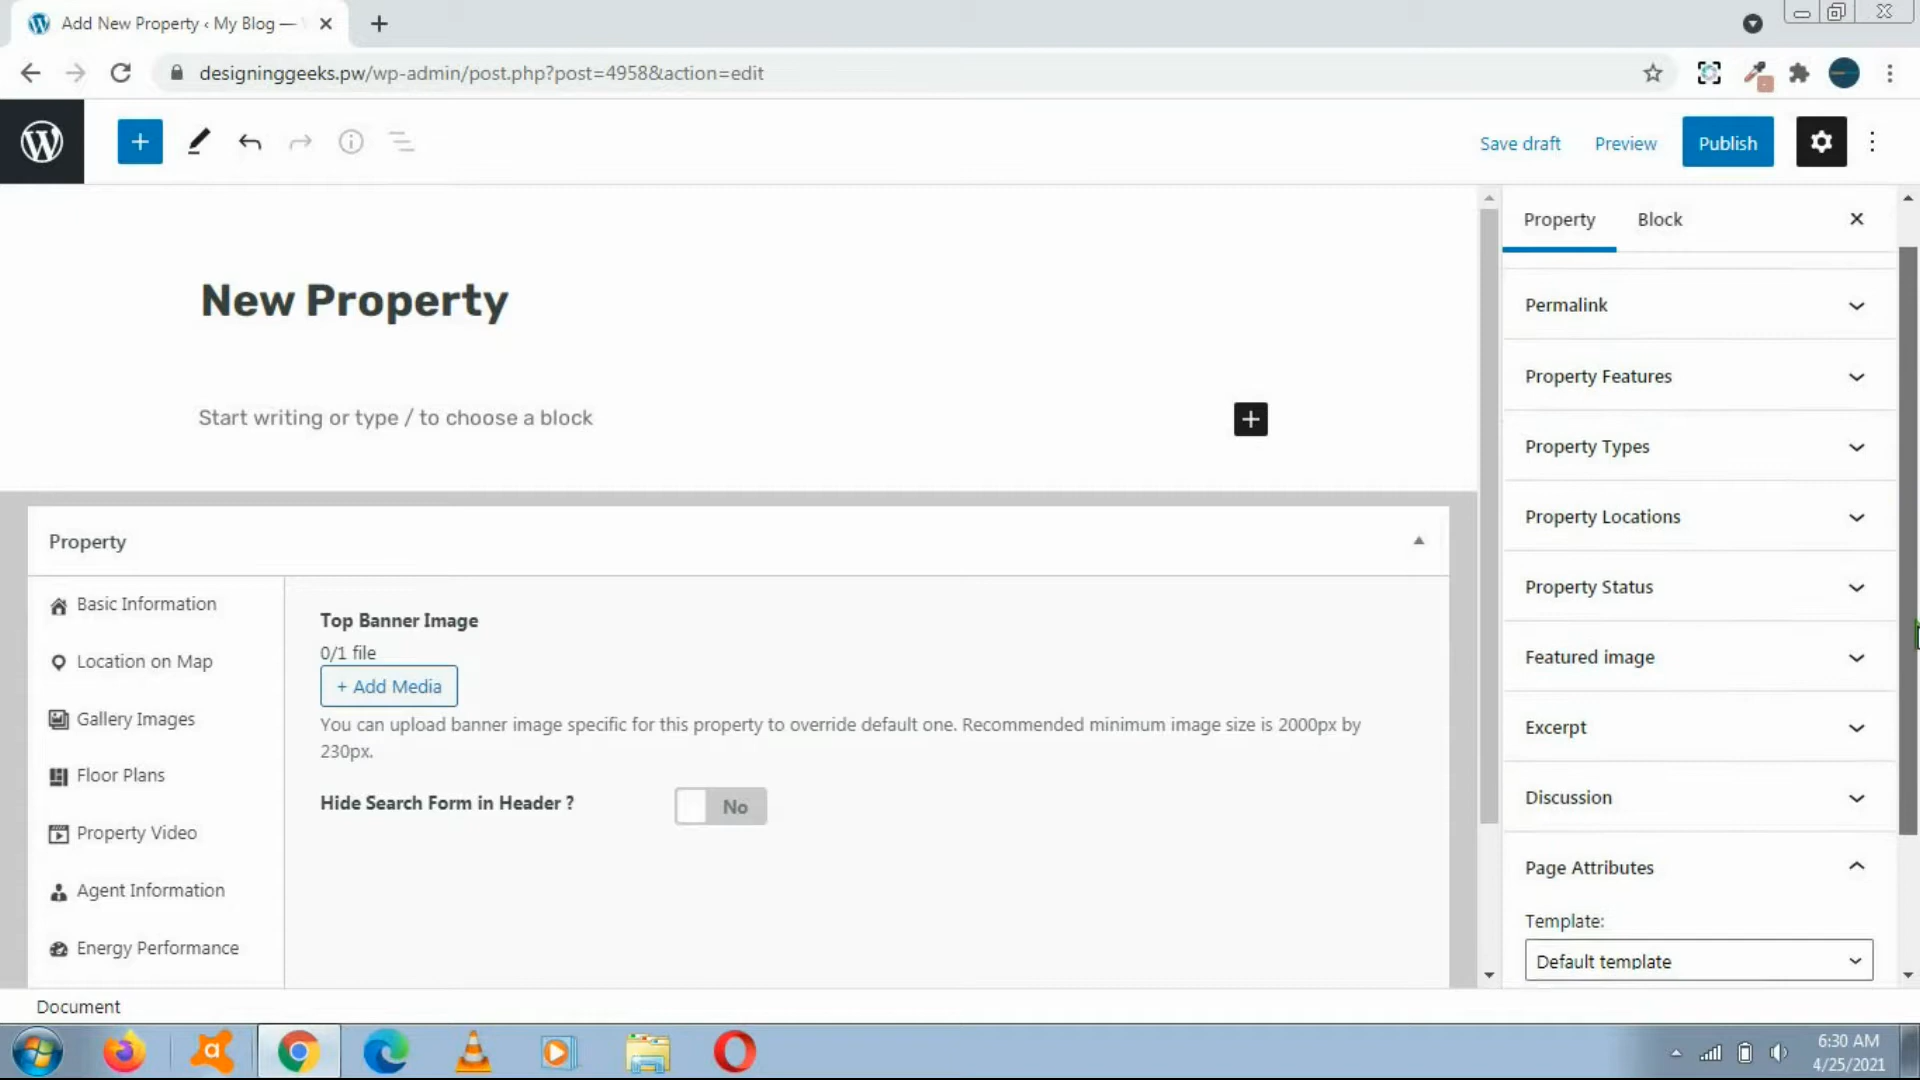 Add New Property ‹ My Blog —
designinggeeks.pw/wp-admin/post.php?post=4958&action=edit
Save draft
Preview
Publish
Property
Block
New Property
Start writing or type / to choose a block
Permalink
Property Features
Property Types
Property Locations
Property Status
Featured image
Excerpt
Discussion
Page Attributes
Template:
Default template
Property
Basic Information
Location on Map
Gallery Images
Floor Plans
Property Video
Agent Information
Energy Performance
Top Banner Image
0/1 file
+ Add Media
You can upload banner image specific for this property to override default one. Recommended minimum image size is 2000px by
230px.
Hide Search Form in Header ?
No
Document
6:30 AM
4/25/2021